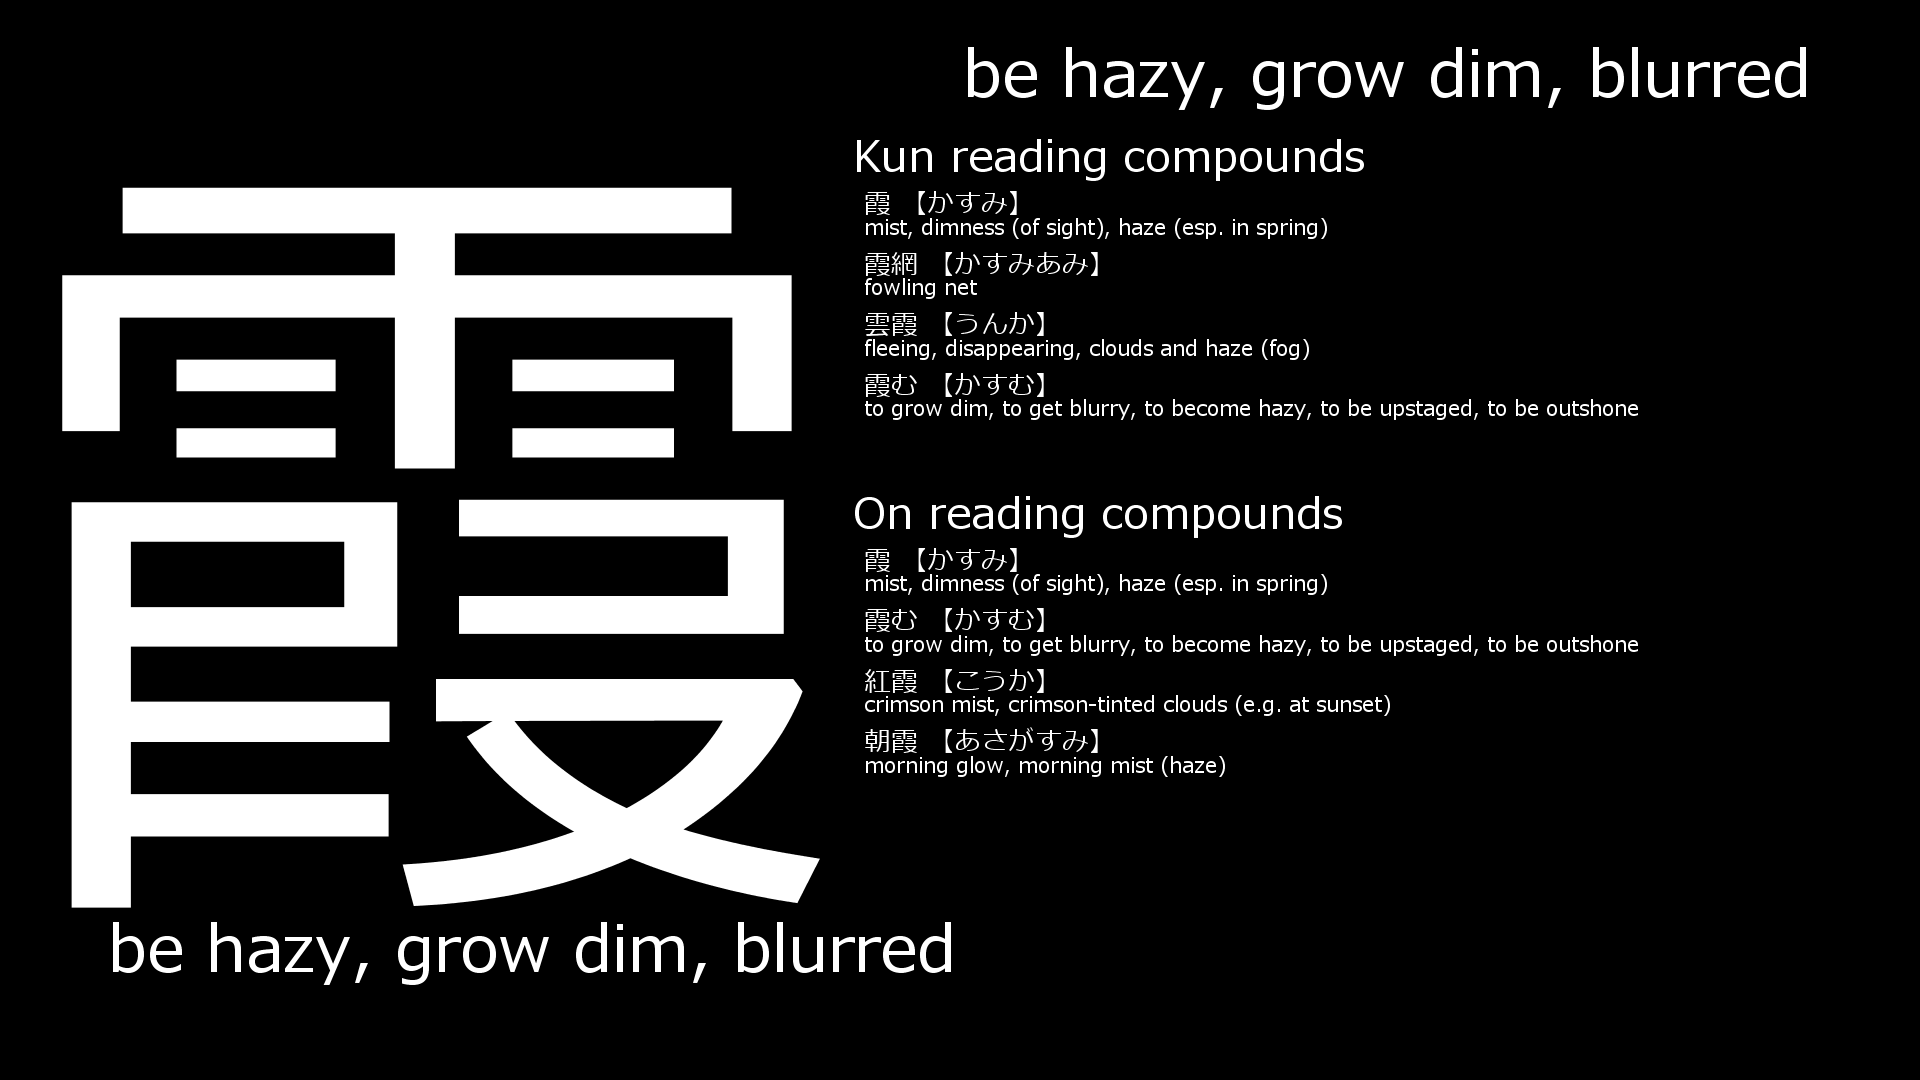 be hazy, grow dim, blurred
霞
Kun reading compounds
霞 【かすみ】
mist, dimness (of sight), haze (esp. in spring)
霞網 【かすみあみ】
fowling net
雲霞 【うんか】
fleeing, disappearing, clouds and haze (fog)
霞む 【かすむ】
to grow dim, to get blurry, to become hazy, to be upstaged, to be outshone
On reading compounds
霞 【かすみ】
mist, dimness (of sight), haze (esp. in spring)
霞む 【かすむ】
to grow dim, to get blurry, to become hazy, to be upstaged, to be outshone
紅霞 【こうか】
crimson mist, crimson-tinted clouds (e.g. at sunset)
朝霞 【あさがすみ】
morning glow, morning mist (haze)
be hazy, grow dim, blurred